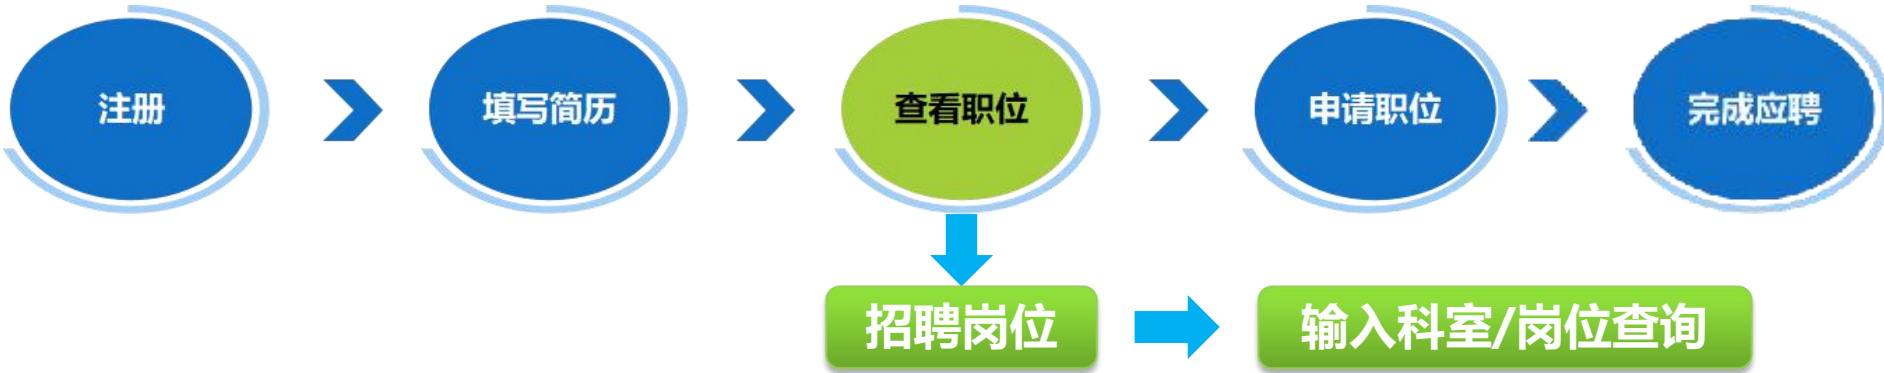 注册
填写简历
查看职位
申请职位
完成应聘
招聘岗位
输入科室/岗位查询